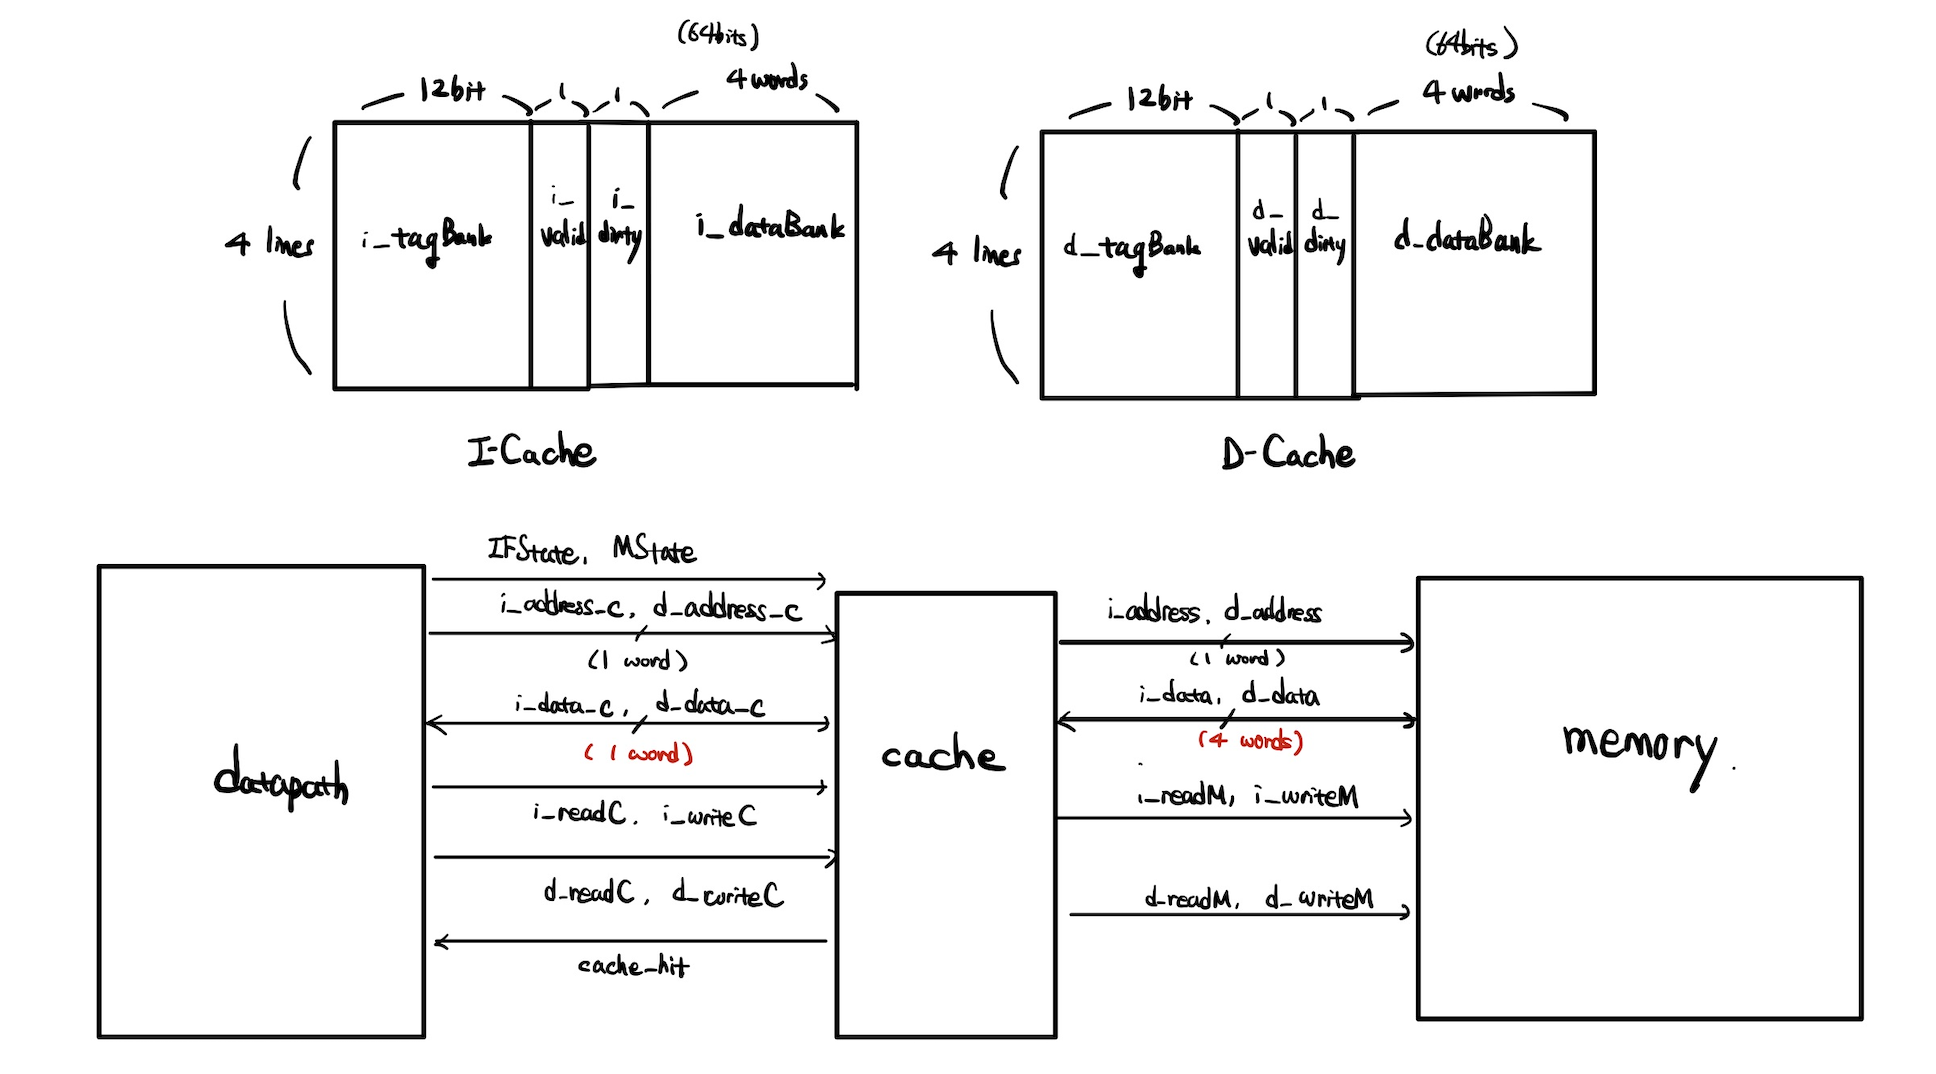 (64bits)
12bit 1 1 4 words
4 lines
i_tagBank
i_
valid
i_
dirty
i_dataBank
I-Cache
(64bits)
12bit 1 1 4 words
4 lines
d_tagBank
d_
valid
d_
dirty
d_dataBank
D-Cache
datapath
IFState, MState
i_address_c, d_address_c
(1 word)
i_data_c, d_data_c
(1 word)
i_readC, i_writeC
d_readC, d_writeC
cache_hit
cache
i_address, d_address
(1 word)
i_data, d_data
(4 words)
i_readM, i_writeM
d_readM, d_writeM
memory